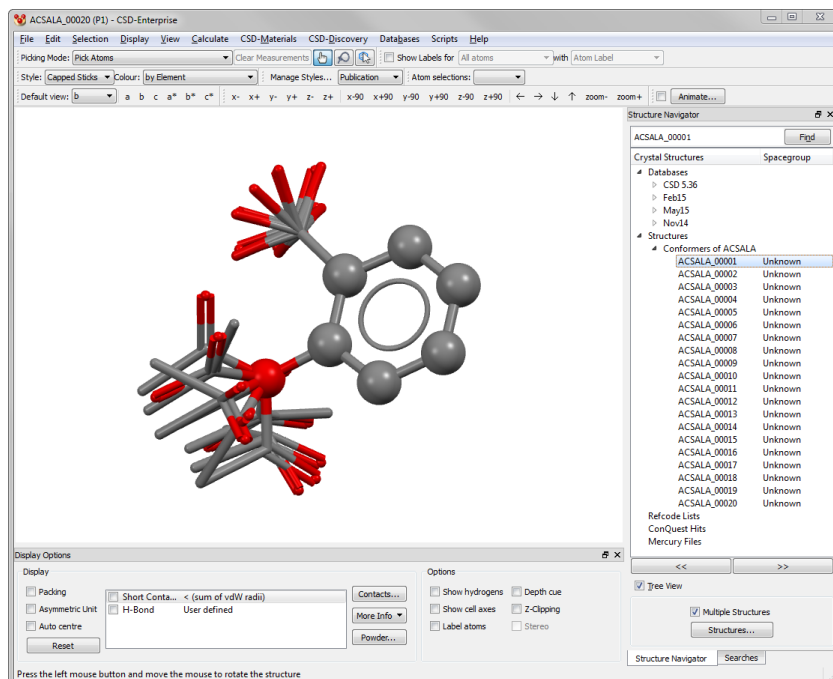 ACSALA_00020 (P1) - CSD-Enterprise
File Edit Selection Display View Calculate CSD-Materials CSD-Discovery Databases Scripts Help
Picking Mode: Pick Atoms Clear Measurements Show Labels for All atoms with Atom Label
Style: Capped Sticks Colour: by Element Manage Styles... Publication Atom selections:
Default view: b a b c a* b* c* x- x+ y- y+ z- z+ x-90 x+90 y-90 y+90 z-90 z+90 ← → ↓ ↑ zoom- zoom+ Animate...
Structure Navigator
ACSALA_00001 Find
Crystal Structures Spacegroup
Databases
CSD 5.36
Feb15
May15
Nov14
Structures
Conformers of ACSALA
ACSALA_00001 Unknown
ACSALA_00002 Unknown
ACSALA_00003 Unknown
ACSALA_00004 Unknown
ACSALA_00005 Unknown
ACSALA_00006 Unknown
ACSALA_00007 Unknown
ACSALA_00008 Unknown
ACSALA_00009 Unknown
ACSALA_00010 Unknown
ACSALA_00011 Unknown
ACSALA_00012 Unknown
ACSALA_00013 Unknown
ACSALA_00014 Unknown
ACSALA_00015 Unknown
ACSALA_00016 Unknown
ACSALA_00017 Unknown
ACSALA_00018 Unknown
ACSALA_00019 Unknown
ACSALA_00020 Unknown
Refcode Lists
ConQuest Hits
Mercury Files
<< >>
Tree View
Multiple Structures
Structures...
Structure Navigator Searches
Display Options
Display
Packing
Asymmetric Unit
Auto centre
Reset
Short Conta... < (sum of vdW radii)
H-Bond User defined
Contacts...
More Info
Powder...
Options
Show hydrogens Depth cue
Show cell axes Z-Clipping
Label atoms Stereo
Press the left mouse button and move the mouse to rotate the structure